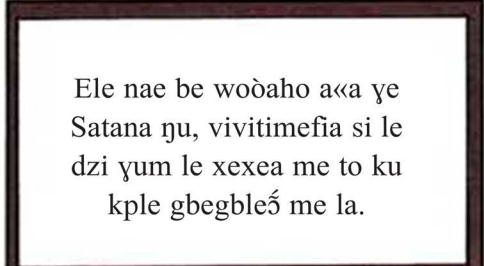 Ele nae be woòaho a«a ɣe
Satana ŋu, vivitimefia si le
dzi ɣum le xexea me to ku
kple gbegbleɔ̃́ me la.